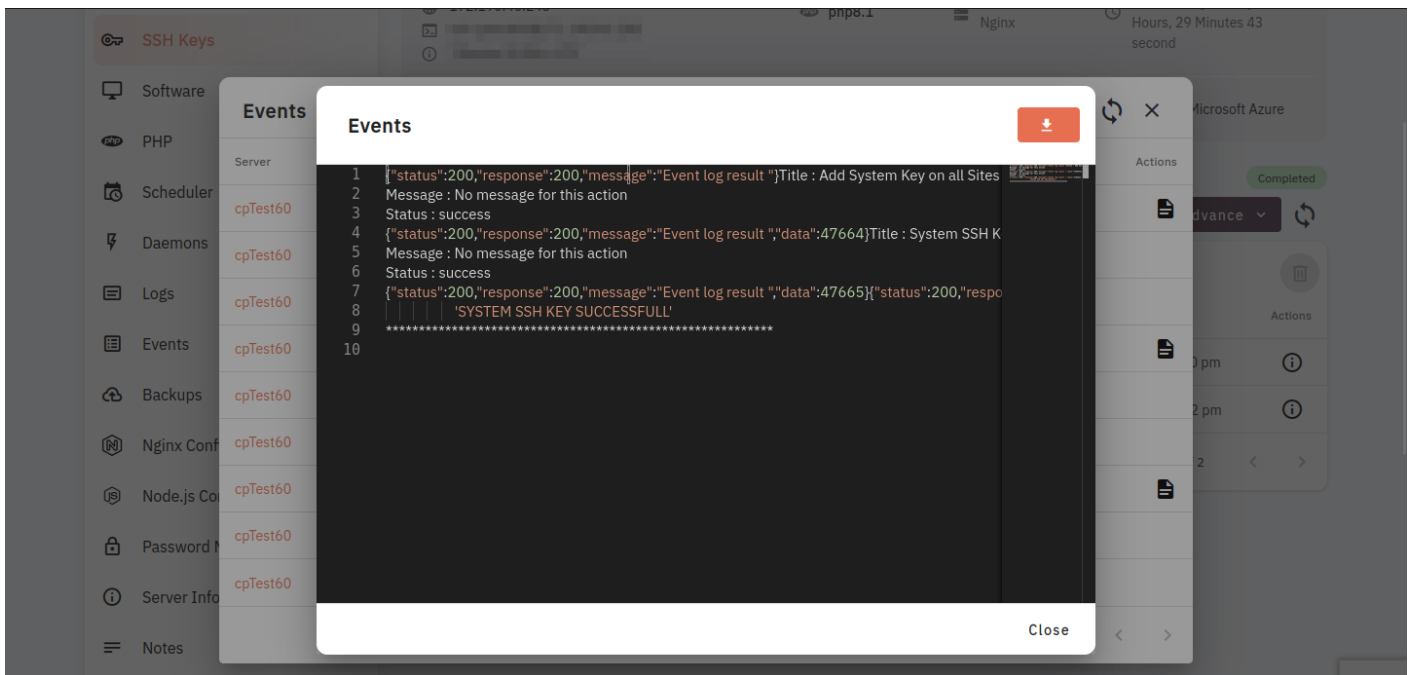 php8.1
Nginx
Hours, 29 Minutes 43
second
SSH Keys
Software
PHP
Scheduler
Daemons
Logs
Events
Backups
Nginx Conf
Node.js Co
Password
Server Info
Notes
Microsoft Azure
Completed
dvance
Actions
0 pm
2 pm
2
Events
Server
Actions
cpTest60
cpTest60
cpTest60
cpTest60
cpTest60
cpTest60
cpTest60
cpTest60
cpTest60
Events
1 {"status":200,"response":200,"message":"Event log result "}Title : Add System Key on all Sites
2 Message : No message for this action
3 Status : success
4 {"status":200,"response":200,"message":"Event log result ","data":47664}Title : System SSH K
5 Message : No message for this action
6 Status : success
7 {"status":200,"response":200,"message":"Event log result ","data":47665}{"status":200,"respo
8 'SYSTEM SSH KEY SUCCESSFULL'
9 ***********************************************************
10
Close